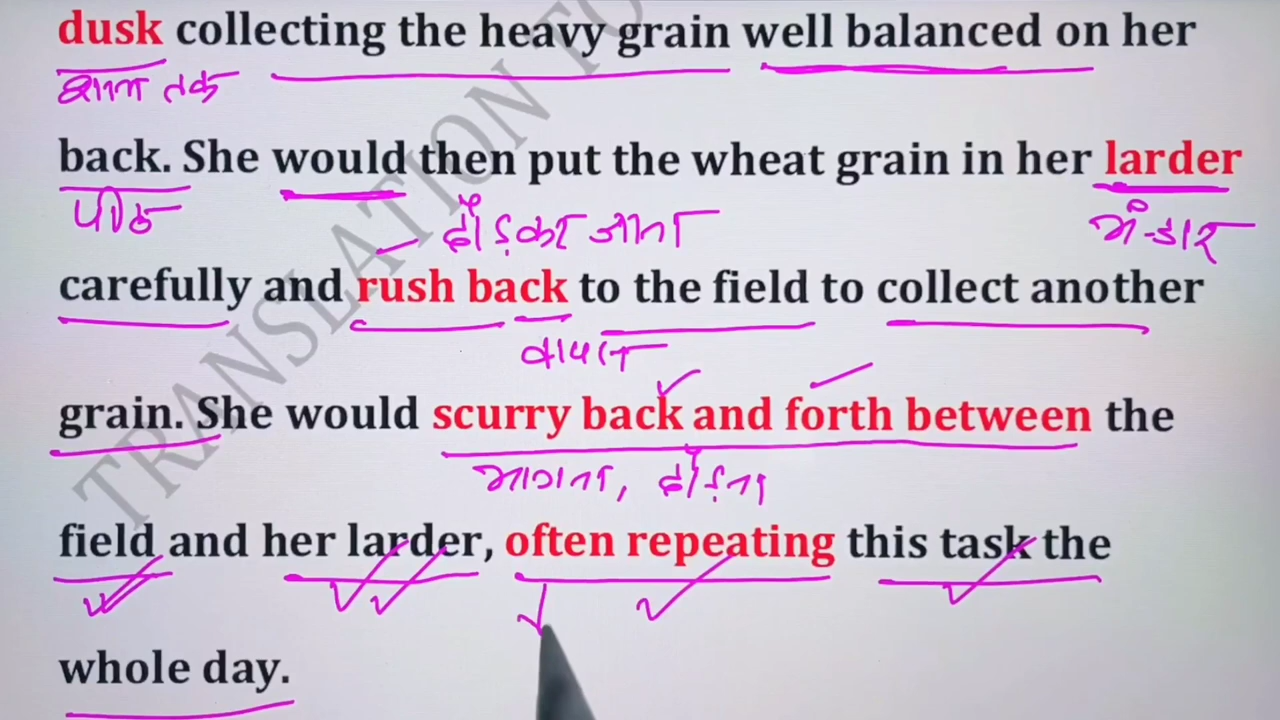 dusk collecting the heavy grain well balanced on her
शाम तक
back. She would then put the wheat grain in her larder
पीठ
दौड़कर जाना
भंडार
carefully and rush back to the field to collect another
वापस
grain. She would scurry back and forth between the
भागना, दौड़ना
field and her larder, often repeating this task the
whole day.
TRANSLATION TO